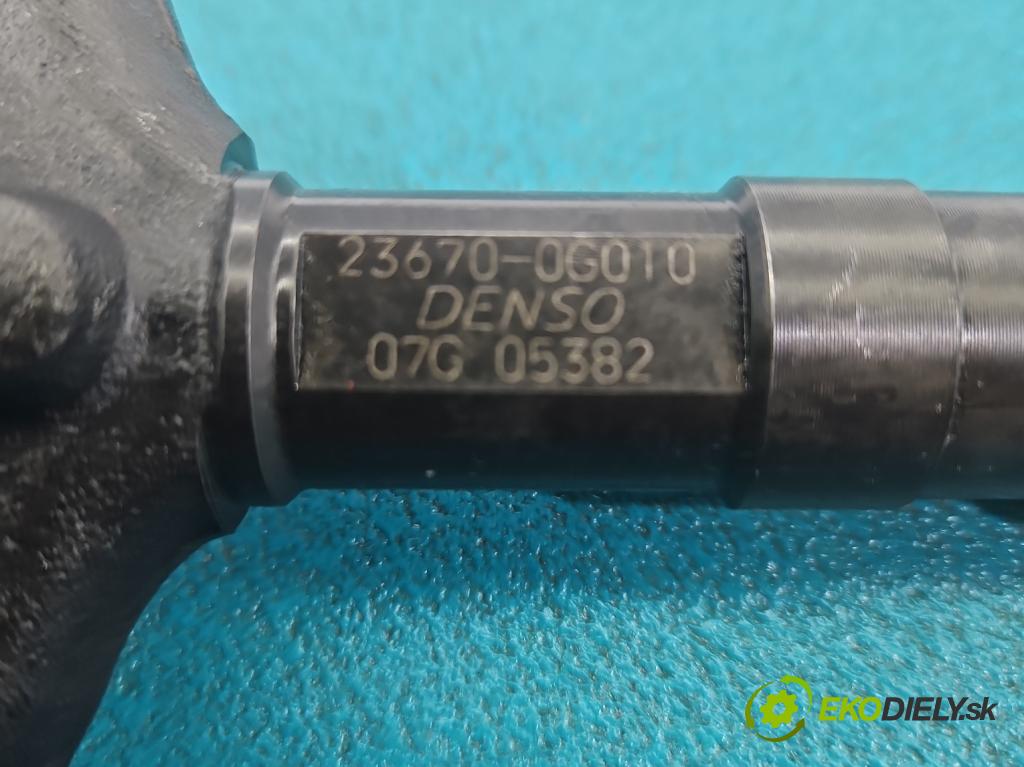 23670-0G010
DENSO
07G 05382
EKODIELY.sk